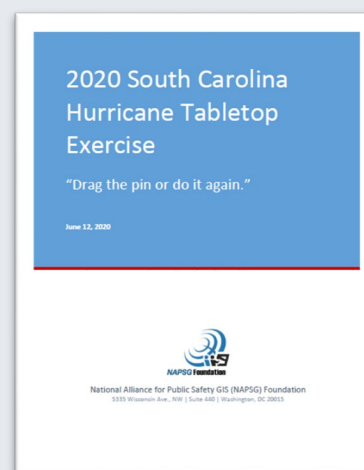 2020 South Carolina
Hurricane Tabletop
Exercise
“Drag the pin or do it again.”
June 12, 2020
NAPSG Foundation
National Alliance for Public Safety GIS (NAPSG) Foundation
5335 Wisconsin Ave., NW | Suite 440 | Washington, DC 20015